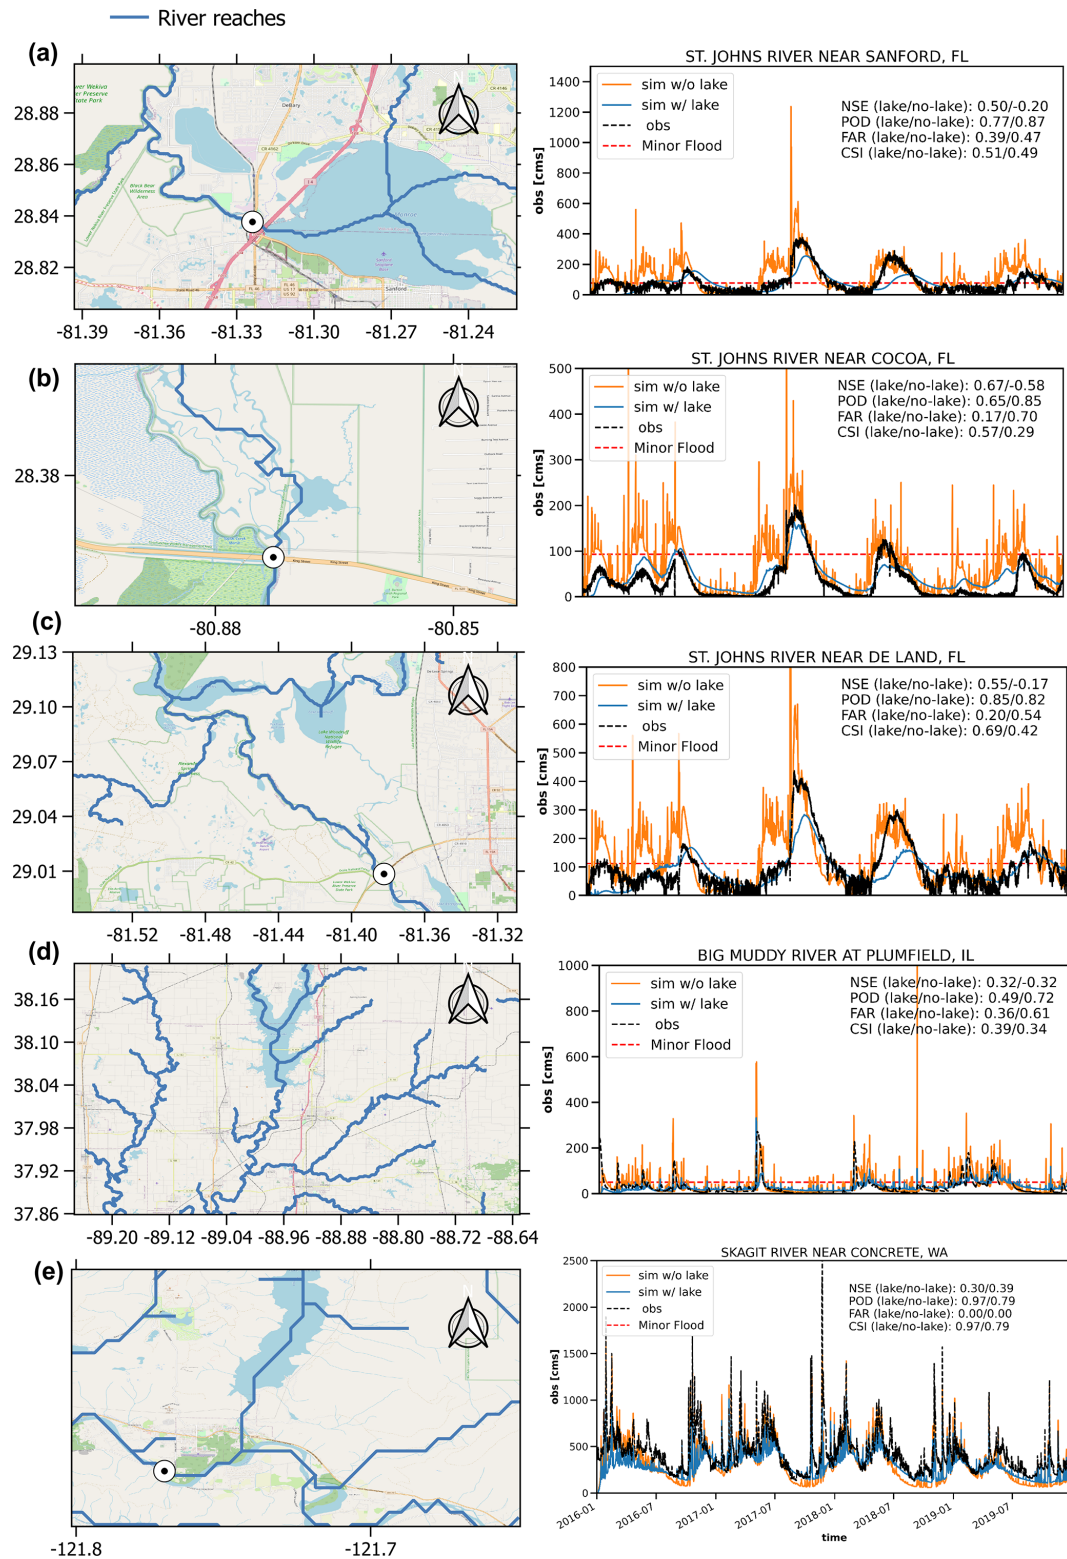 River reaches
(a)
N
DeBary
28.88
28.86
28.84
28.82
Black Bear
Wilderness
Area
Sanford
-81.39
-81.36
-81.33
-81.30
-81.27
-81.24
ST. JOHNS RIVER NEAR SANFORD, FL
sim w/o lake
sim w/ lake
obs
Minor Flood
NSE (lake/no-lake): 0.50/-0.20
POD (lake/no-lake): 0.77/0.87
FAR (lake/no-lake): 0.39/0.47
CSI (lake/no-lake): 0.51/0.49
obs [cms]
1400
1200
1000
800
600
400
200
0
(b)
N
28.38
-80.88
-80.85
ST. JOHNS RIVER NEAR COCOA, FL
sim w/o lake
sim w/ lake
obs
Minor Flood
NSE (lake/no-lake): 0.67/-0.58
POD (lake/no-lake): 0.65/0.85
FAR (lake/no-lake): 0.17/0.70
CSI (lake/no-lake): 0.57/0.29
obs [cms]
500
400
300
200
100
0
(c)
N
29.13
29.10
29.07
29.04
29.01
-81.52
-81.48
-81.44
-81.40
-81.36
-81.32
ST. JOHNS RIVER NEAR DE LAND, FL
sim w/o lake
sim w/ lake
obs
Minor Flood
NSE (lake/no-lake): 0.55/-0.17
POD (lake/no-lake): 0.85/0.82
FAR (lake/no-lake): 0.20/0.54
CSI (lake/no-lake): 0.69/0.42
obs [cms]
800
700
600
500
400
300
200
100
0
(d)
N
38.16
38.10
38.04
37.98
37.92
37.86
-89.20
-89.12
-89.04
-88.96
-88.88
-88.80
-88.72
-88.64
BIG MUDDY RIVER AT PLUMFIELD, IL
sim w/o lake
sim w/ lake
obs
Minor Flood
NSE (lake/no-lake): 0.32/-0.32
POD (lake/no-lake): 0.49/0.72
FAR (lake/no-lake): 0.36/0.61
CSI (lake/no-lake): 0.39/0.34
obs [cms]
1000
800
600
400
200
0
(e)
N
-121.8
-121.7
SKAGIT RIVER NEAR CONCRETE, WA
sim w/o lake
sim w/ lake
obs
Minor Flood
NSE (lake/no-lake): 0.30/0.39
POD (lake/no-lake): 0.97/0.79
FAR (lake/no-lake): 0.00/0.00
CSI (lake/no-lake): 0.97/0.79
obs [cms]
2500
2000
1500
1000
500
0
2016-01
2016-07
2017-01
2017-07
2018-01
2018-07
2019-01
2019-07
time